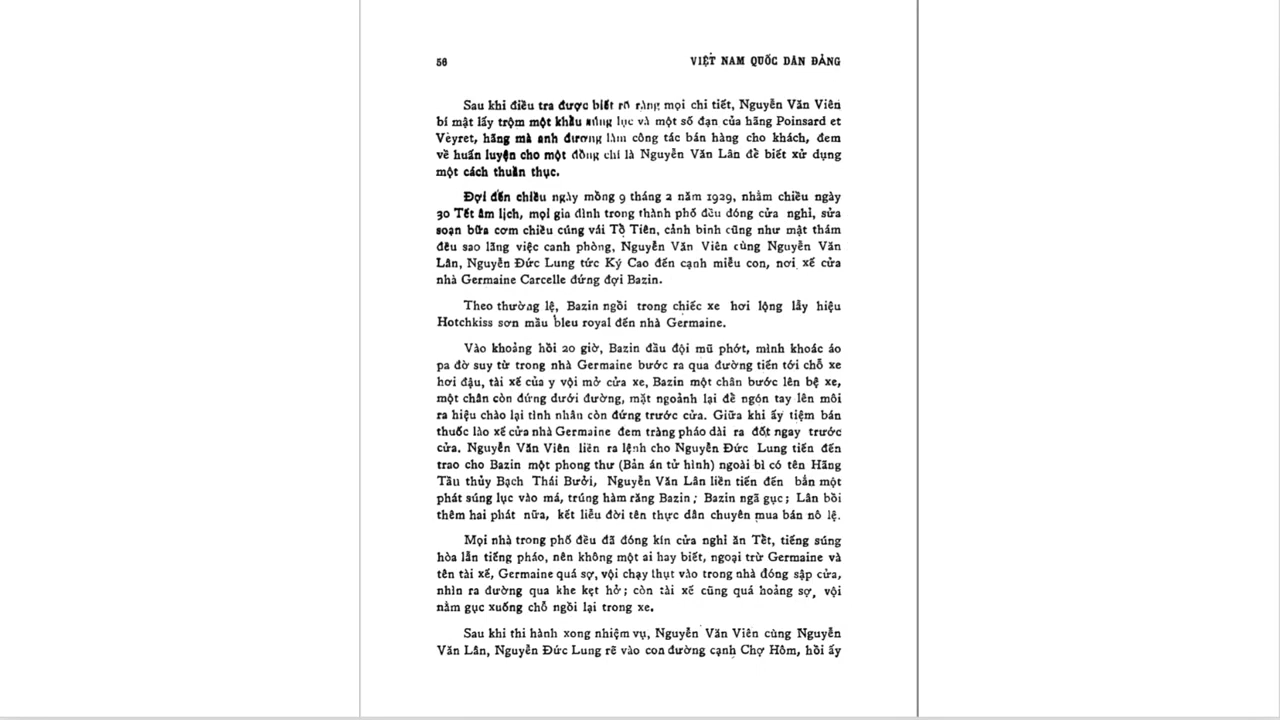 56
VIỆT NAM QUỐC DÂN ĐẢNG
Sau khi điều tra được biết rõ ràng mọi chi tiết, Nguyễn Văn Viên
bí mật lấy trộm một khẩu súng lục và một số đạn của hãng Poinsard et
Vèyret, hãng mà anh đương làm công tác bán hàng cho khách, đem
về huấn luyện cho một đồng chí là Nguyễn Văn Lân để biết xử dụng
một cách thuần thục.
Đợi đến chiều ngày mồng 9 tháng 2 năm 1929, nhằm chiều ngày
30 Tết âm lịch, mọi gia đình trong thành phố đều đóng cửa nghỉ, sửa
soạn bữa cơm chiều cúng vái Tổ Tiên, cảnh binh cũng như mật thám
đều sao lãng việc canh phòng, Nguyễn Văn Viên cùng Nguyễn Văn
Lân, Nguyễn Đức Lung tức Ký Cao đến cạnh miễu con, nơi xế cửa
nhà Germaine Carcelle đứng đợi Bazin.
Theo thường lệ, Bazin ngồi trong chiếc xe hơi lộng lẫy hiệu
Hotchkiss sơn mầu bleu royal đến nhà Germaine.
Vào khoảng hồi 20 giờ, Bazin đầu đội mũ phớt, mình khoác áo
pa đờ suy từ trong nhà Germaine bước ra qua đường tiến tới chỗ xe
hơi đậu, tài xế của y vội mở cửa xe, Bazin một chân bước lên bệ xe,
một chân còn đứng dưới đường, mặt ngoảnh lại để ngón tay lên môi
ra hiệu chào lại tình nhân còn đứng trước cửa. Giữa khi ấy tiệm bán
thuốc lào xế cửa nhà Germaine đem tràng pháo dài ra đốt ngay trước
cửa. Nguyễn Văn Viên liền ra lệnh cho Nguyễn Đức Lung tiến đến
trao cho Bazin một phong thư (Bản án tử hình) ngoài bì có tên Hãng
Tầu thủy Bạch Thái Bưởi, Nguyễn Văn Lân liền tiến đến bắn một
phát súng lục vào má, trúng hàm răng Bazin ; Bazin ngã gục ; Lân bồi
thêm hai phát nữa, kết liễu đời tên thực dân chuyên mua bán nô lệ.
Mọi nhà trong phố đều đã đóng kín cửa nghỉ ăn Tết, tiếng súng
hòa lẫn tiếng pháo, nên không một ai hay biết, ngoại trừ Germaine và
tên tài xế, Germaine quá sợ, vội chạy thụt vào trong nhà đóng sập cửa,
nhìn ra đường qua khe kẹt hở ; còn tài xế cũng quá hoảng sợ, vội
nằm gục xuống chỗ ngồi lại trong xe.
Sau khi thi hành xong nhiệm vụ, Nguyễn Văn Viên cùng Nguyễn
Văn Lân, Nguyễn Đức Lung rẽ vào con đường cạnh Chợ Hôm, hồi ấy